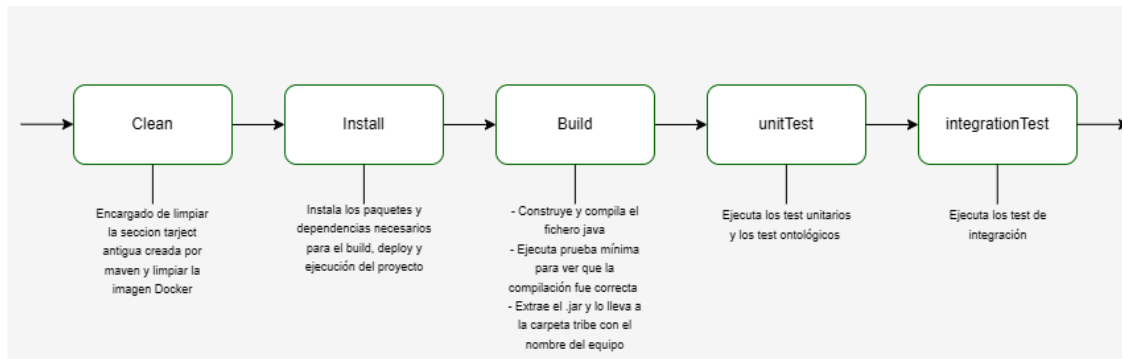 Clean
Install
Build
unitTest
integrationTest
Encargado de limpiar
la seccion tarject
antigua creada por
maven y limpiar la
imagen Docker
Instala los paquetes y
dependencias necesarios
para el build, deploy y
ejecución del proyecto
- Construye y compila el
fichero java
- Ejecuta prueba mínima
para ver que la
compilación fue correcta
- Extrae el .jar y lo lleva a
la carpeta tribe con el
nombre del equipo
Ejecuta los test unitarios
y los test ontológicos
Ejecuta los test de
integración